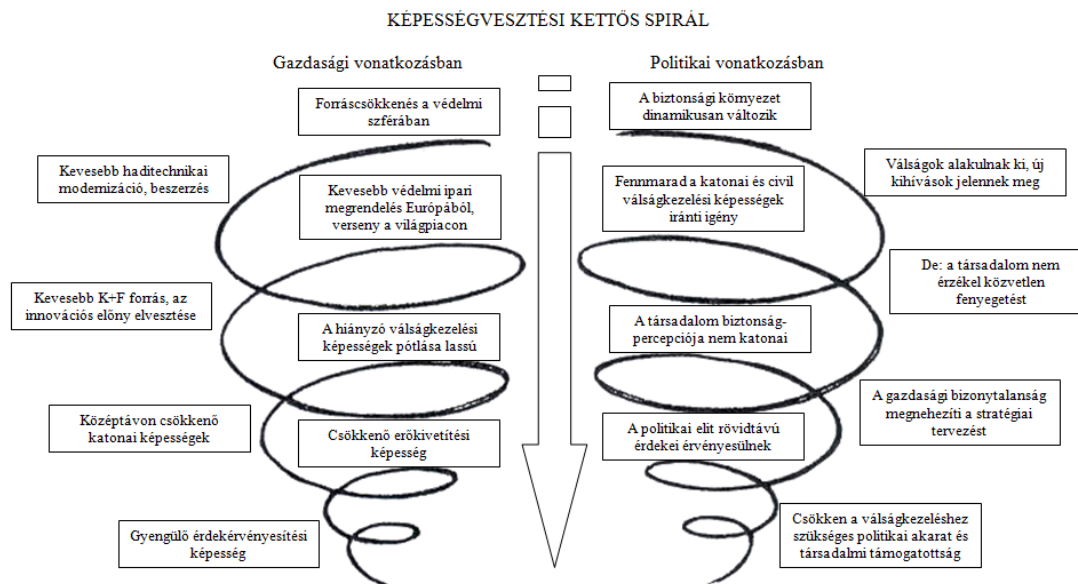 KÉPESSÉGVESZTÉSI KETTŐS SPIRÁL
Gazdasági vonatkozásban
Politikai vonatkozásban
Forráscsökkenés a védelmi
szférában
A biztonsági környezet
dinamikusan változik
Kevesebb haditechnikai
modernizáció, beszerzés
Válságok alakulnak ki, új
kihívások jelennek meg
Kevesebb védelmi ipari
megrendelés Európából,
verseny a világpiacon
Fennmarad a katonai és civil
válságkezelési képességek
iránti igény
De: a társadalom nem
érzékel közvetlen
fenyegetést
Kevesebb K+F forrás, az
innovációs előny elvesztése
A hiányzó válságkezelési
képességek pótlása lassú
A társadalom biztonság-
percepciója nem katonai
A gazdasági bizonytalanság
megnehezíti a stratégiai
tervezést
Középtávon csökkenő
katonai képességek
Csökkenő erőkivetítési
képesség
A politikai elit rövidtávú
érdekei érvényesülnek
Gyengülő érdekérvényesítési
képesség
Csökken a válságkezeléshez
szükséges politikai akarat és
társadalmi támogatottság